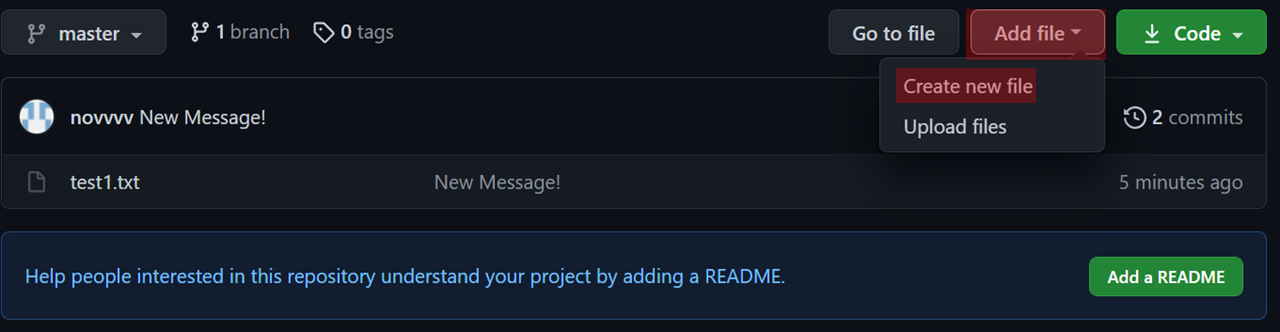 master 1 branch 0 tags Go to file Add file Code
Create new file
novvvv New Message! 2 commits
Upload files
test1.txt New Message! 5 minutes ago
Help people interested in this repository understand your project by adding a README. Add a README